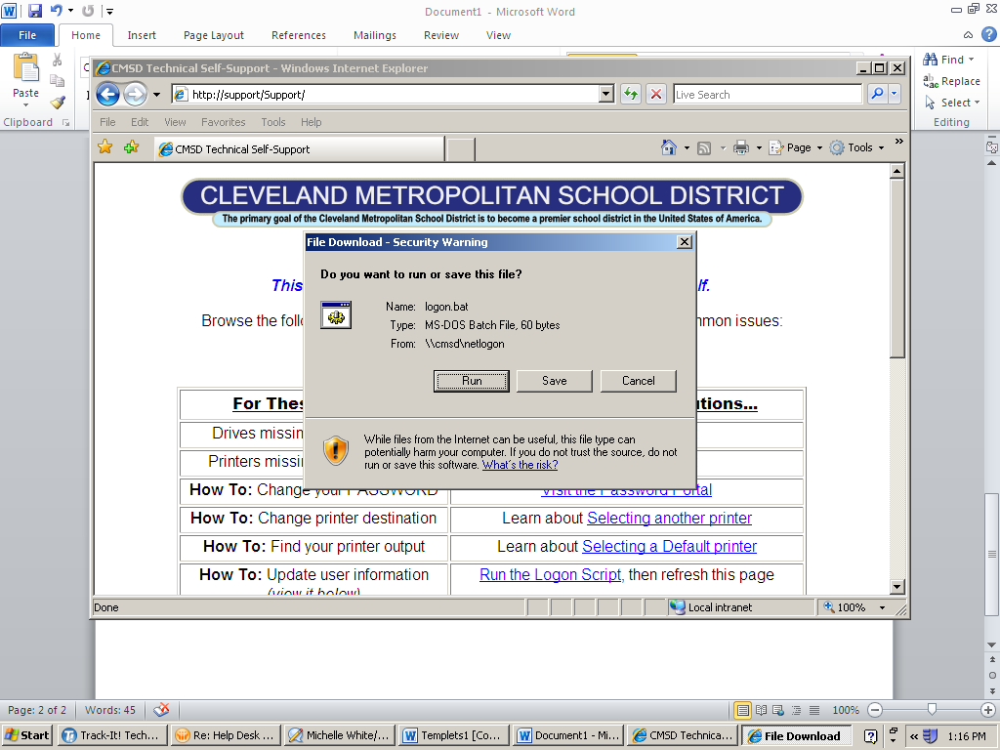 Document1 - Microsoft Word
File Home Insert Page Layout References Mailings Review View
Paste
Clipboard
Find
Replace
Select
Editing
CMSD Technical Self-Support - Windows Internet Explorer
http://support/Support/
Live Search
File Edit View Favorites Tools Help
CMSD Technical Self-Support
Page Tools
CLEVELAND METROPOLITAN SCHOOL DISTRICT
The primary goal of the Cleveland Metropolitan School District is to become a premier school district in the United States of America.
File Download - Security Warning
Do you want to run or save this file?
Name: logon.bat
Type: MS-DOS Batch File, 60 bytes
From: \\cmsd\netlogon
Run Save Cancel
While files from the Internet can be useful, this file type can
potentially harm your computer. If you do not trust the source, do not
run or save this software. What's the risk?
This
lf.
Browse the foll
mmon issues:
For Thes
utions...
Drives missin
Printers missi
How To: Change your PASSWORD Visit the Password Portal
How To: Change printer destination Learn about Selecting another printer
How To: Find your printer output Learn about Selecting a Default printer
How To: Update user information Run the Logon Script, then refresh this page
(view it below)
Done Local intranet 100%
Page: 2 of 2 Words: 45 100%
Start Track-It! Tech... Re: Help Desk ... Michelle White/... Templets1 [Co... Document1 - Mi... CMSD Technica... File Download 1:16 PM